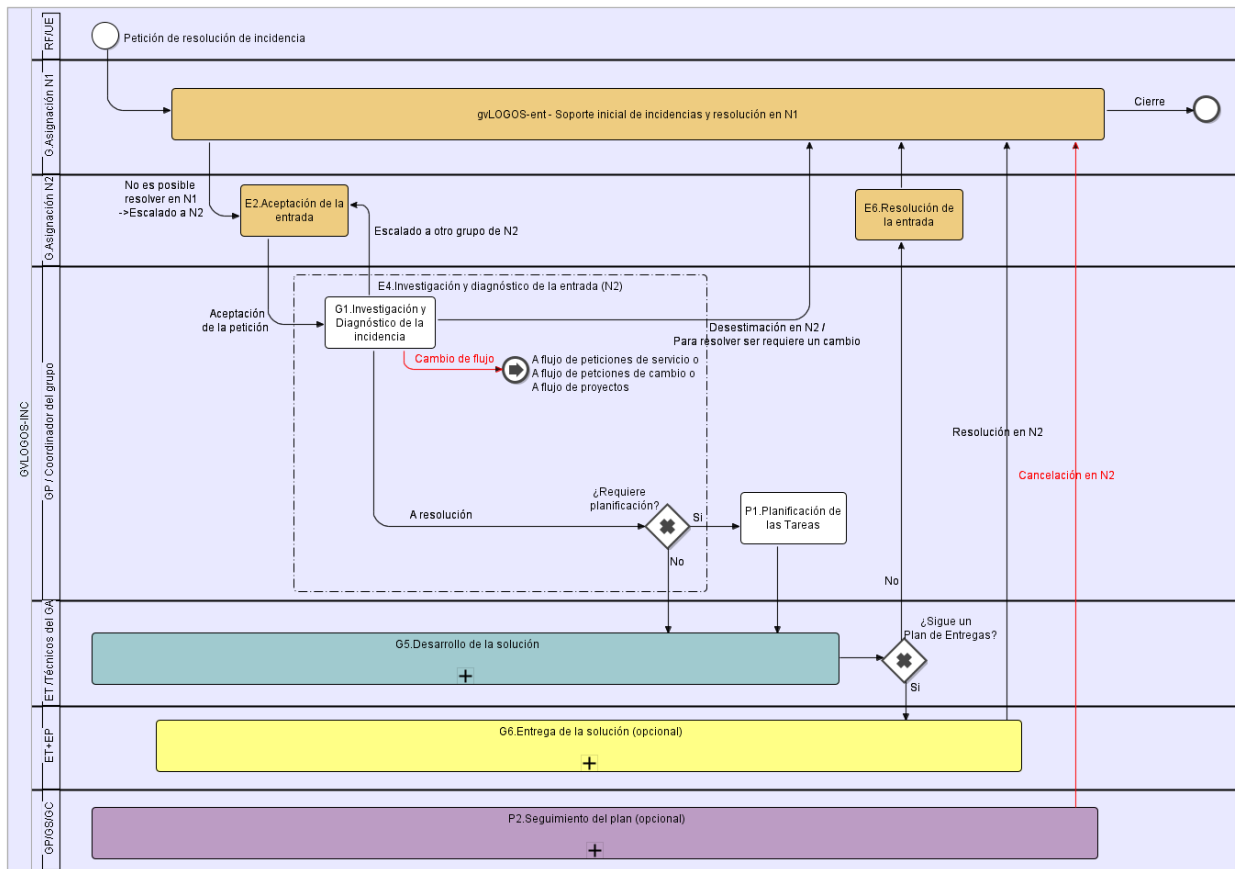 GVLOGOS-INC
RF/UE]
Petición de resolución de incidencia
G.Asignación N1
gvLOGOS-ent - Soporte inicial de incidencias y resolución en N1
Cierre
G.Asignación N2
No es posible
resolver en N1
->Escalado a N2
E2.Aceptación de la
entrada
Escalado a otro grupo de N2
E6.Resolución de
la entrada
GP / Coordinador del grupo
E4.Investigación y diagnóstico de la entrada (N2)
Aceptación
de la petición
G1.Investigación y
Diagnóstico de la
incidencia
Desestimación en N2 /
Para resolver ser requiere un cambio
Cambio de flujo
A flujo de peticiones de servicio o
A flujo de petciones de cambio o
A flujo de proyectos
Resolución en N2
Cancelación en N2
A resolución
¿Requiere
planificación?
Si
No
P1.Planificación de
las Tareas
No
ET /Técnicos del GA
G5.Desarrollo de la solución
¿Sigue un
Plan de Entregas?
Si
ET+EP
G6.Entrega de la solución (opcional)
GP/GS/GC
P2.Seguimiento del plan (opcional)